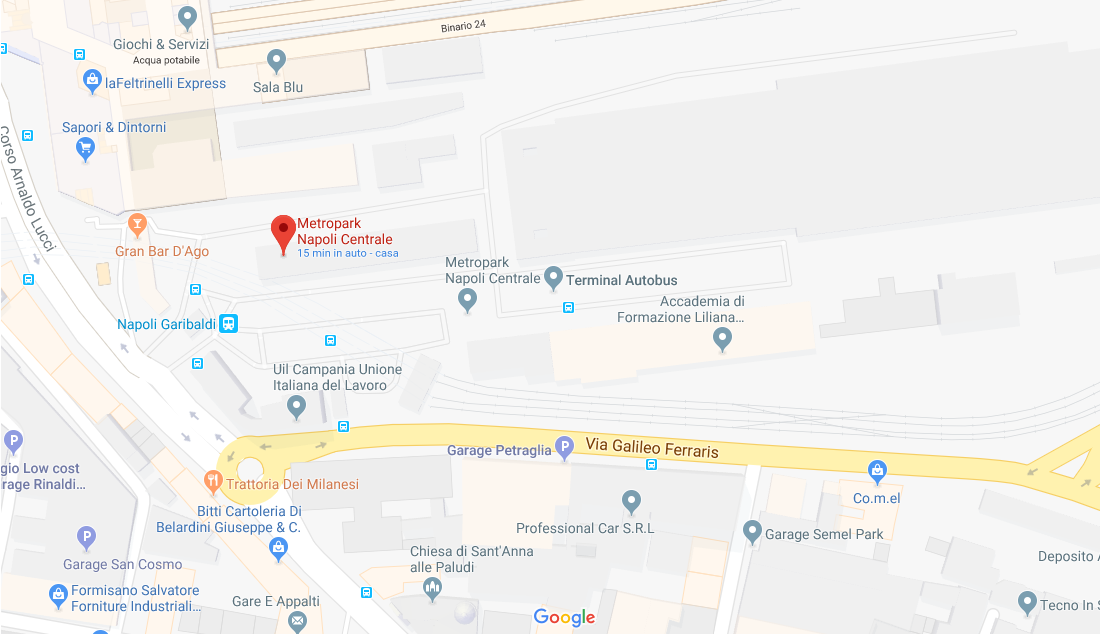 Binario 24
Giochi & Servizi
Acqua potabile
Sala Blu
laFeltrinelli Express
Sapori & Dintorni
Corso Arnaldo Lucci
Metropark
Napoli Centrale
15 min in auto - casa
Gran Bar D'Ago
Metropark
Napoli Centrale
Terminal Autobus
Accademia di
Formazione Liliana...
Napoli Garibaldi
Uil Campania Unione
Italiana del Lavoro
P
gio Low cost
rage Rinaldi...
Garage Petraglia
P
Via Galileo Ferraris
Trattoria Dei Milanesi
Co.m.el
Bitti Cartoleria Di
Belardini Giuseppe & C.
Professional Car S.R.L
Garage Semel Park
P
Garage San Cosmo
Chiesa di Sant'Anna
alle Paludi
Deposito A
Formisano Salvatore
Forniture Industriali...
Gare E Appalti
Tecno In S
Google